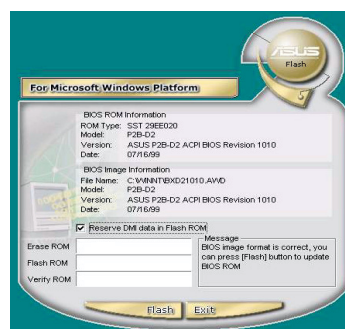 ASUS
Flash
For Microsoft Windows Platform
BIOS ROM Information
ROM Type: SST 29EE020
Model: P2B-D2
Version: ASUS P2B-D2 ACPI BIOS Revision 1010
Date: 07/16/99
BIOS Image Information
File Name: C:\WINNT\BXD21010.AWD
Model: P2B-D2
Version: ASUS P2B-D2 ACPI BIOS Revision 1010
Date: 07/16/99
Reserve DMI data in Flash ROM
Erase ROM
Flash ROM
Verify ROM
Message
BIOS image format is correct, you
can press [Flash] button to update
BIOS ROM
Flash
Exit